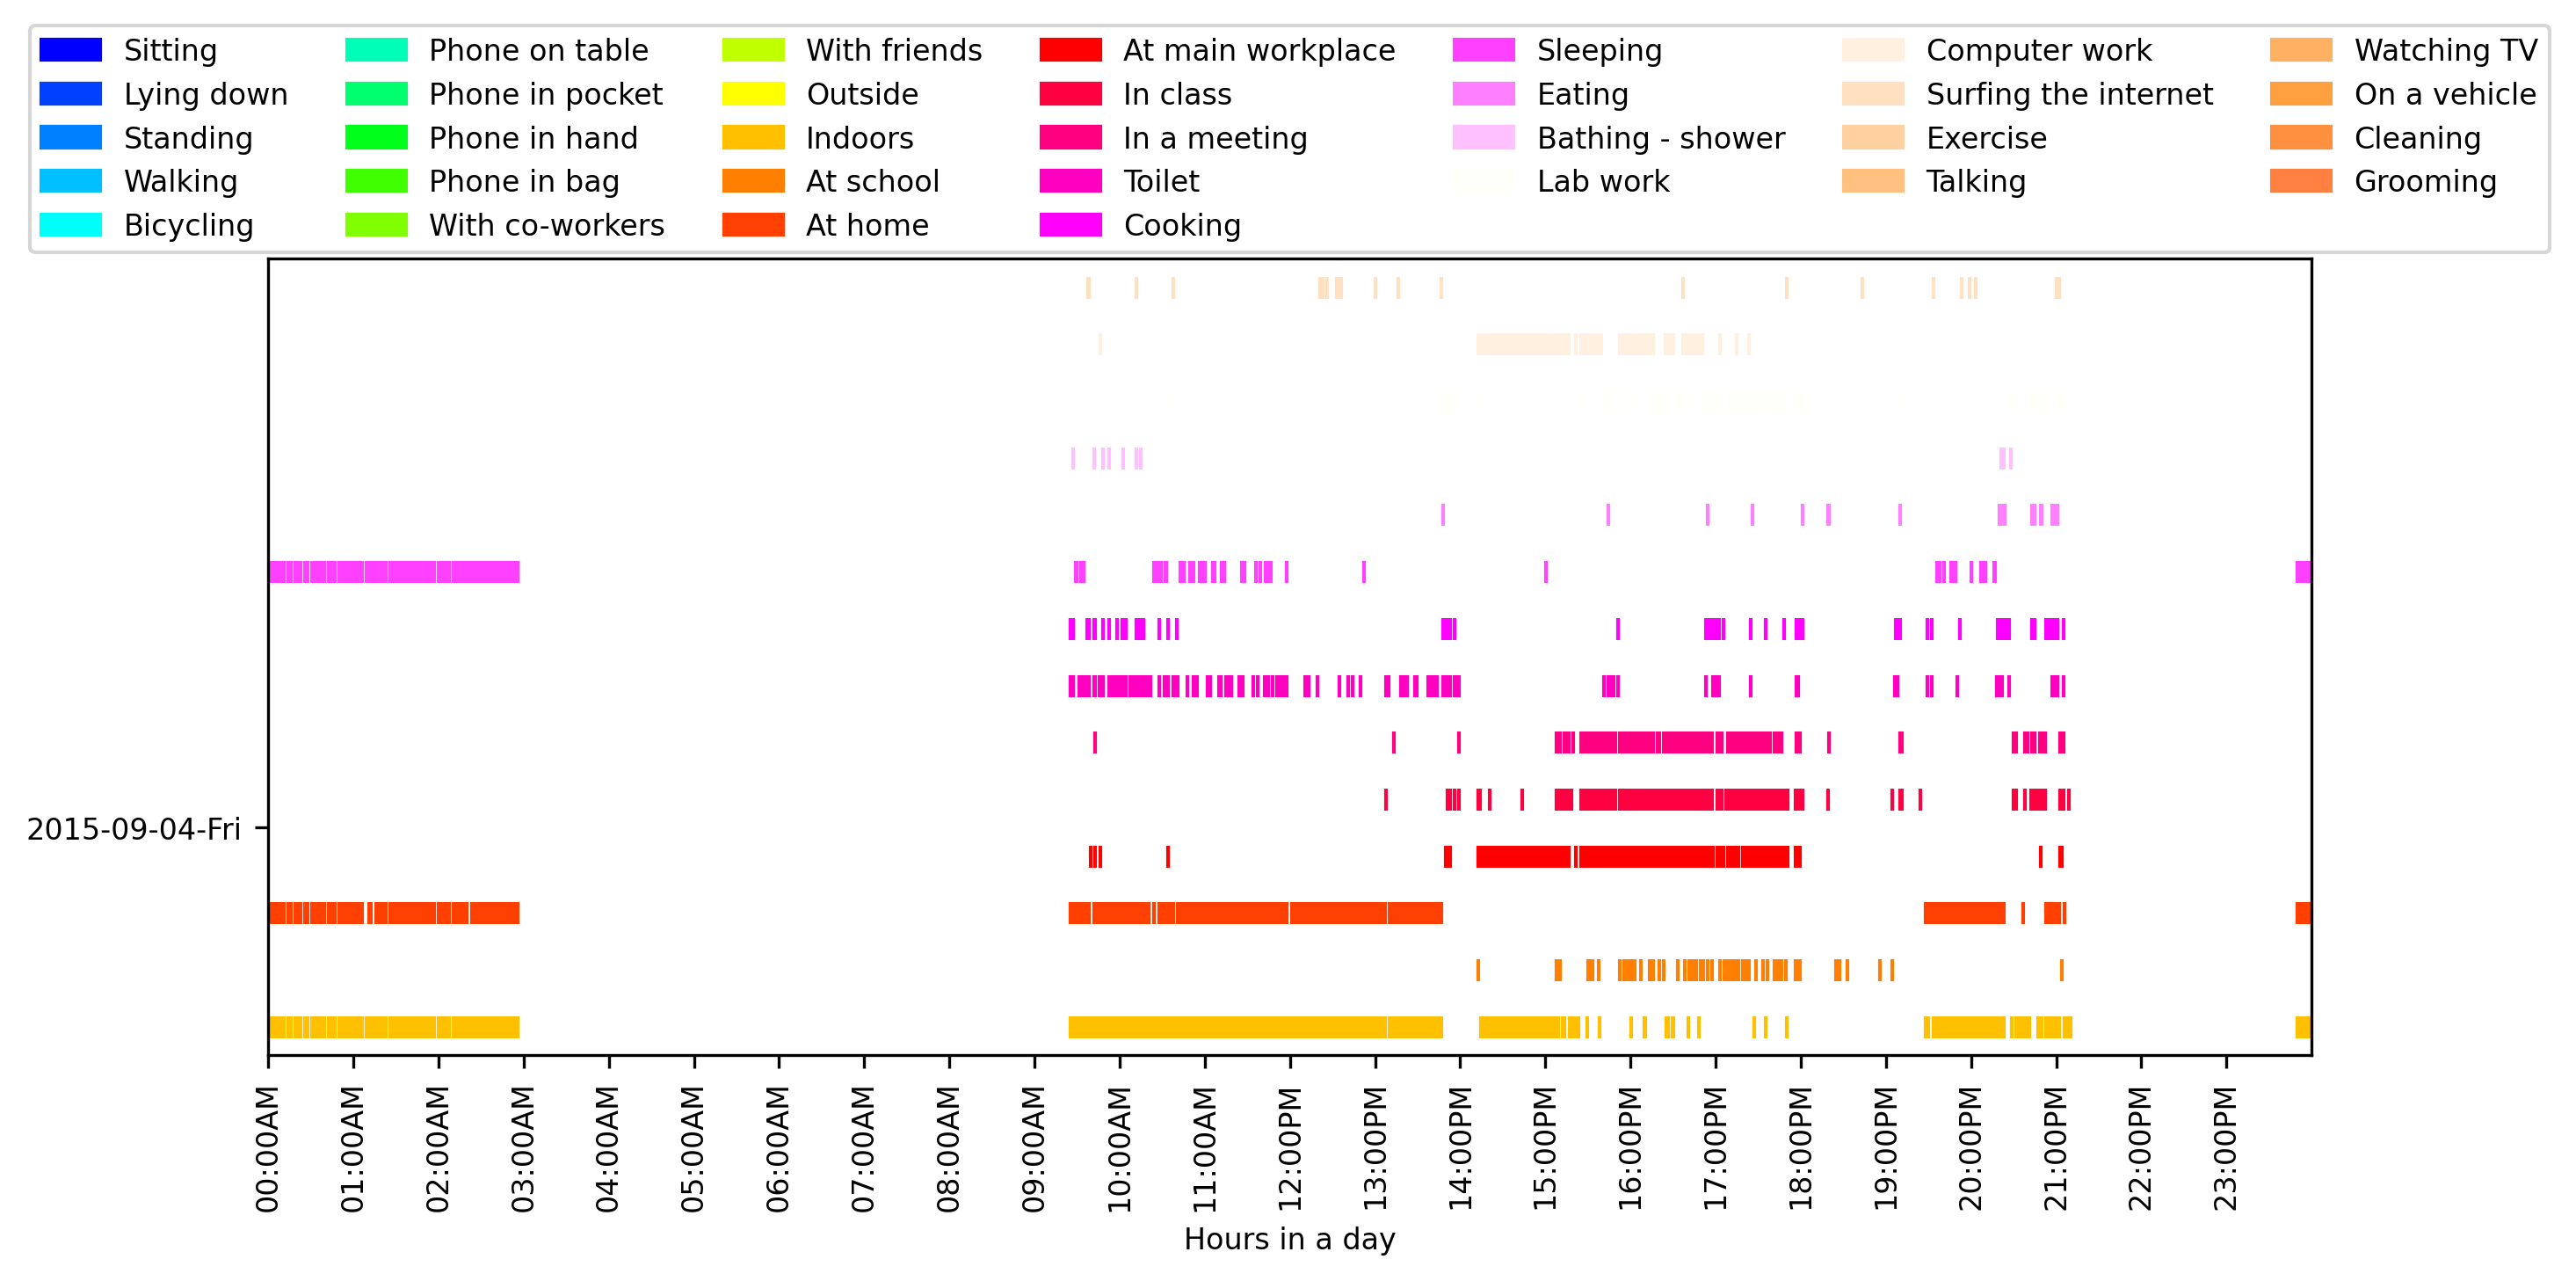 Sitting Phone on table With friends At main workplace Sleeping Computer work Watching TV
Lying down Phone in pocket Outside In class Eating Surfing the internet On a vehicle
Standing Phone in hand Indoors In a meeting Bathing - shower Exercise Cleaning
Walking Phone in bag At school Toilet Lab work Talking Grooming
Bicycling With co-workers At home Cooking
2015-09-04-Fri
00:00AM 01:00AM 02:00AM 03:00AM 04:00AM 05:00AM 06:00AM 07:00AM 08:00AM 09:00AM 10:00AM 11:00AM 12:00PM 13:00PM 14:00PM 15:00PM 16:00PM 17:00PM 18:00PM 19:00PM 20:00PM 21:00PM 22:00PM 23:00PM
Hours in a day